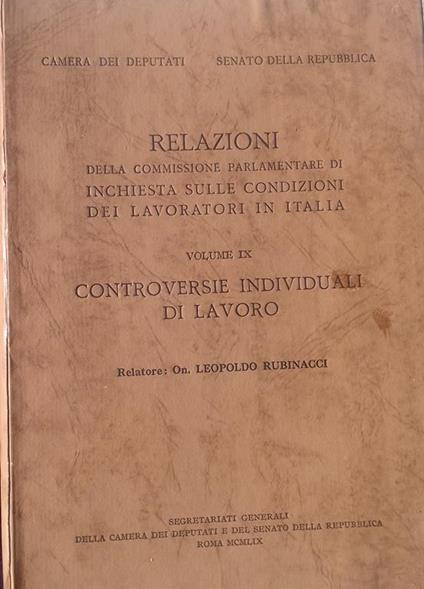 CAMERA DEI DEPUTATI SENATO DELLA REPUBBLICA
RELAZIONI
DELLA COMMISSIONE PARLAMENTARE DI
INCHIESTA SULLE CONDIZIONI
DEI LAVORATORI IN ITALIA
VOLUME IX
CONTROVERSIE INDIVIDUALI
DI LAVORO
Relatore: On. LEOPOLDO RUBINACCI
SEGRETARIATI GENERALI
DELLA CAMERA DEI DEPUTATI E DEL SENATO DELLA REPUBBLICA
ROMA MCMLIX